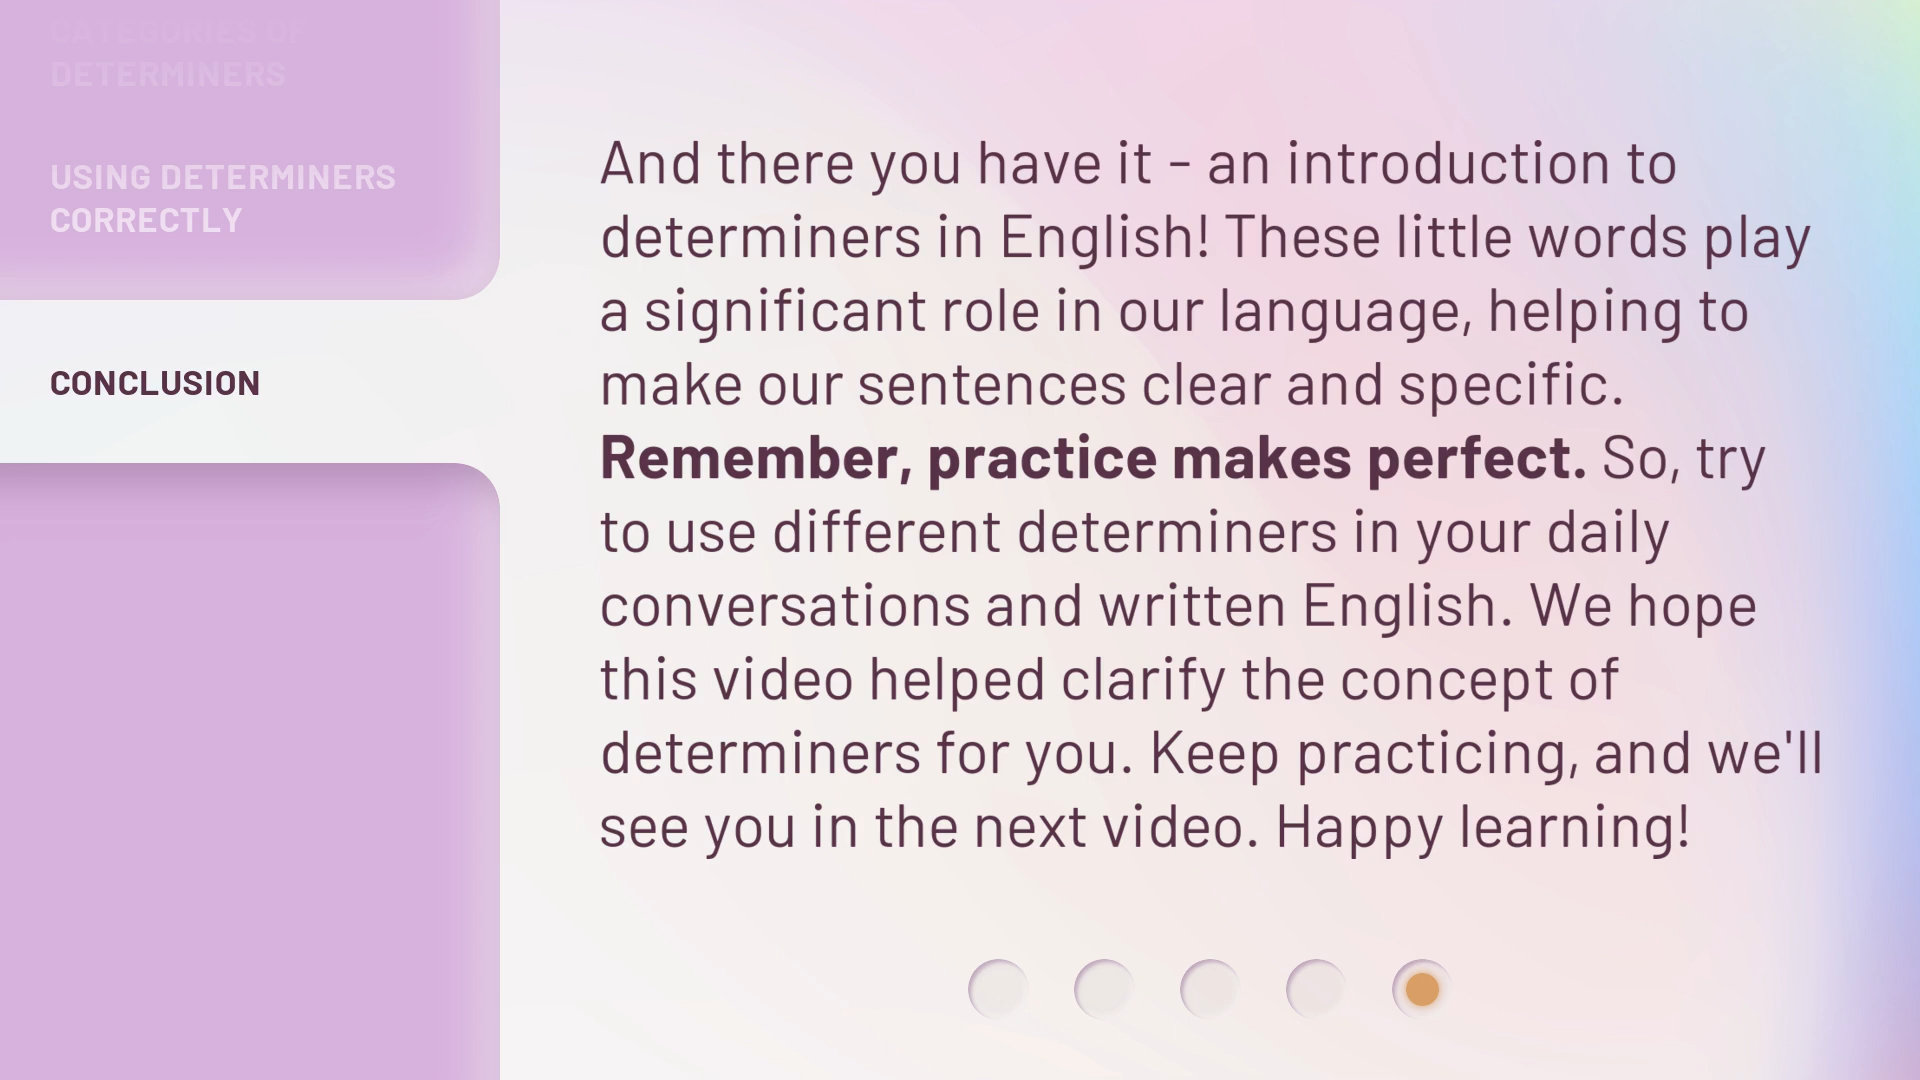 CATEGORIES OF
DETERMINERS
USING DETERMINERS
CORRECTLY
CONCLUSION
And there you have it - an introduction to
determiners in English! These little words play
a significant role in our language, helping to
make our sentences clear and specific.
Remember, practice makes perfect. So, try
to use different determiners in your daily
conversations and written English. We hope
this video helped clarify the concept of
determiners for you. Keep practicing, and we'll
see you in the next video. Happy learning!